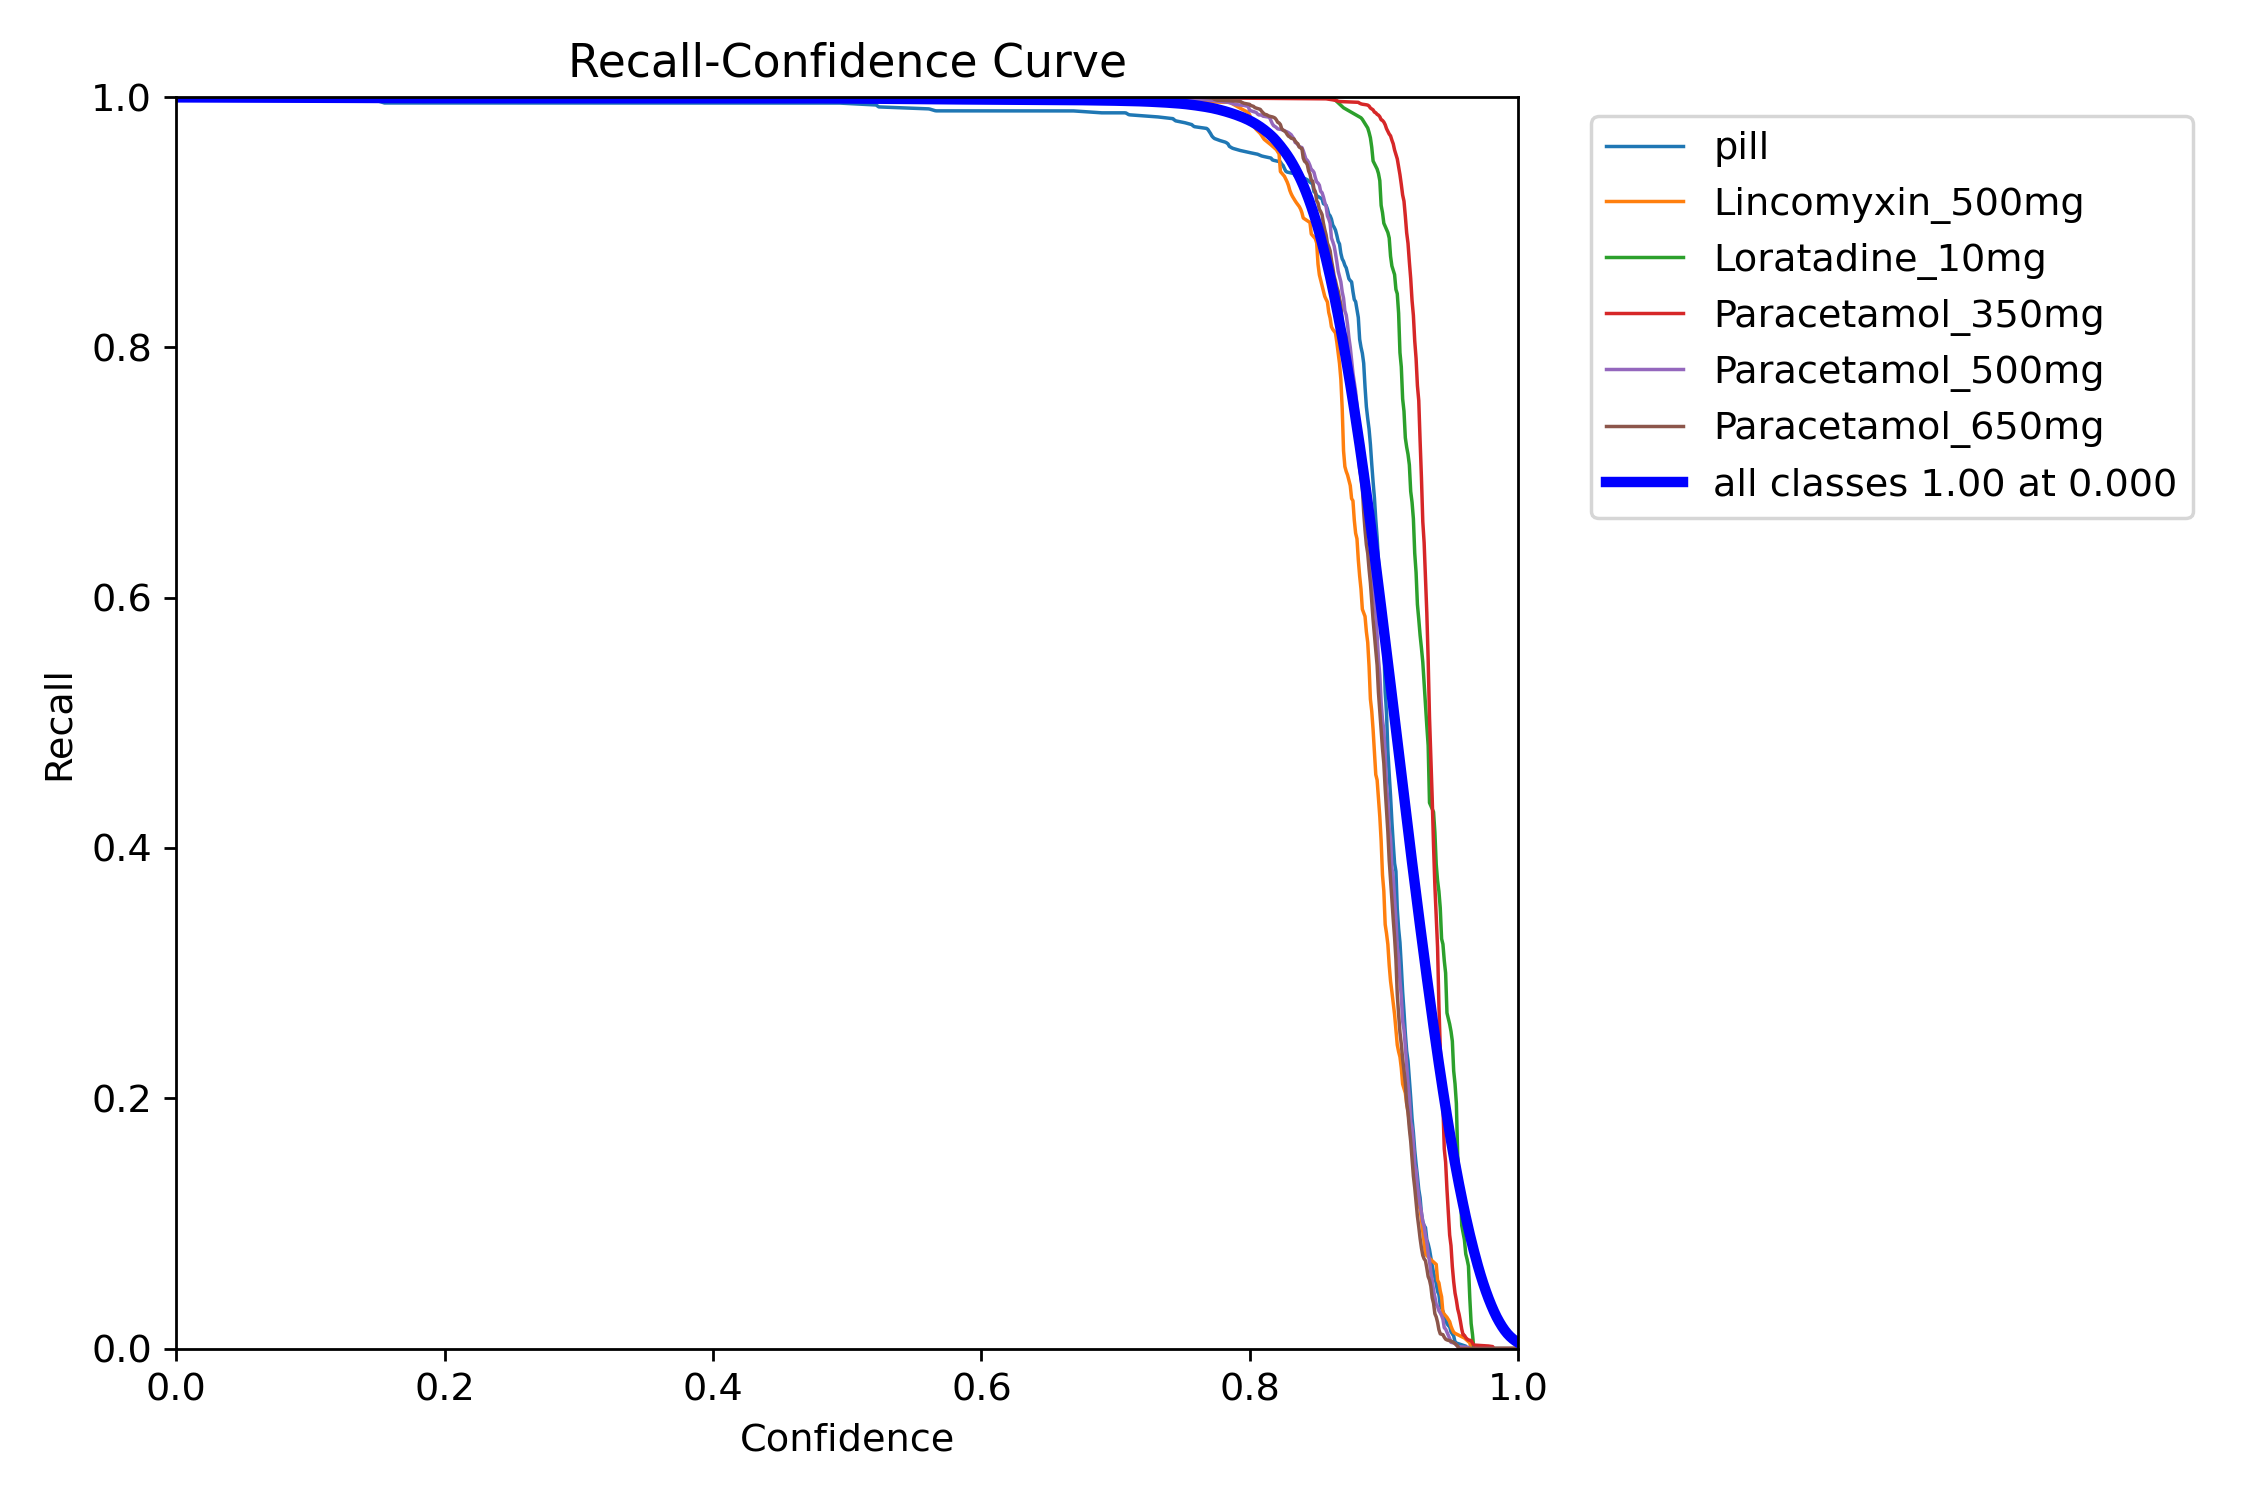 Recall-Confidence Curve
1.0
0.8
0.6
0.4
0.2
0.0
Recall
0.0 0.2 0.4 0.6 0.8 1.0
Confidence
pill
Lincomyxin_500mg
Loratadine_10mg
Paracetamol_350mg
Paracetamol_500mg
Paracetamol_650mg
all classes 1.00 at 0.000